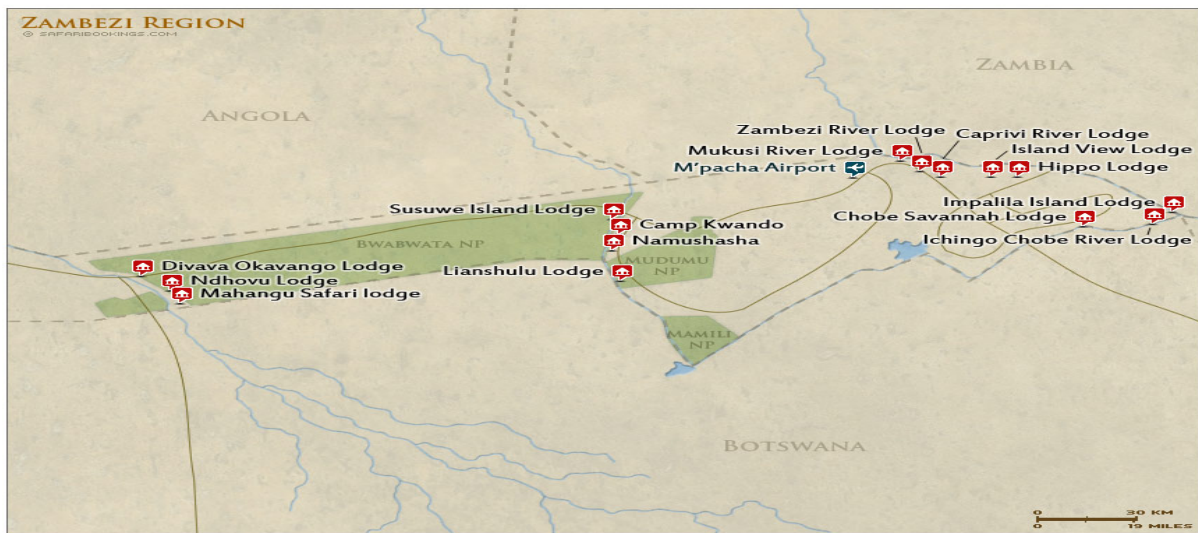 ZAMBEZI REGION
© SAFARIBOOKINGS.COM
ZAMBIA
ANGOLA
Zambezi River Lodge
Caprivi River Lodge
Mukusi River Lodge
Island View Lodge
M'pacha Airport
Hippo Lodge
Impalila Island Lodge
Susuwe Island Lodge
Chobe Savannah Lodge
Camp Kwando
Ichingo Chobe River Lodge
BWABWATA NP
Namushasha
Divava Okavango Lodge
Lianshulu Lodge
MUDUMU
NP
Ndhovu Lodge
Mahangu Safari lodge
MAMILI
NP
BOTSWANA
0 30 KM
0 19 MILES